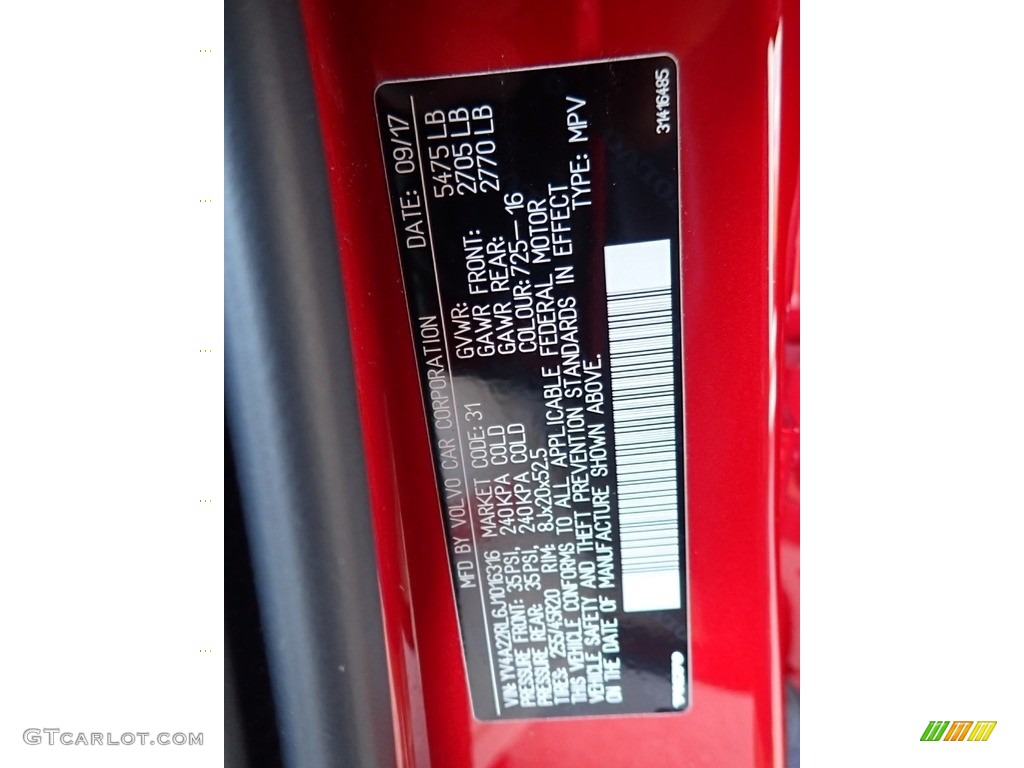 MFD BY VOLVO CAR CORPORATION DATE: 09/17
GVWR: 5475 LB
GAWR FRONT: 2705 LB
GAWR REAR: 2770 LB
VIN: YV4A22RL6J1016316 MARKET CODE: 31 COLOUR: 725-16
PRESSURE FRONT: 35PSI, 240KPA COLD
PRESSURE REAR: 35PSI, 240KPA COLD
TIRES: 255/45R20 RIM: 8Jx20x52.5
THIS VEHICLE CONFORMS TO ALL APPLICABLE FEDERAL MOTOR
VEHICLE SAFETY AND THEFT PREVENTION STANDARDS IN EFFECT
ON THE DATE OF MANUFACTURE SHOWN ABOVE. TYPE: MPV
31416485
GTCarlot.com